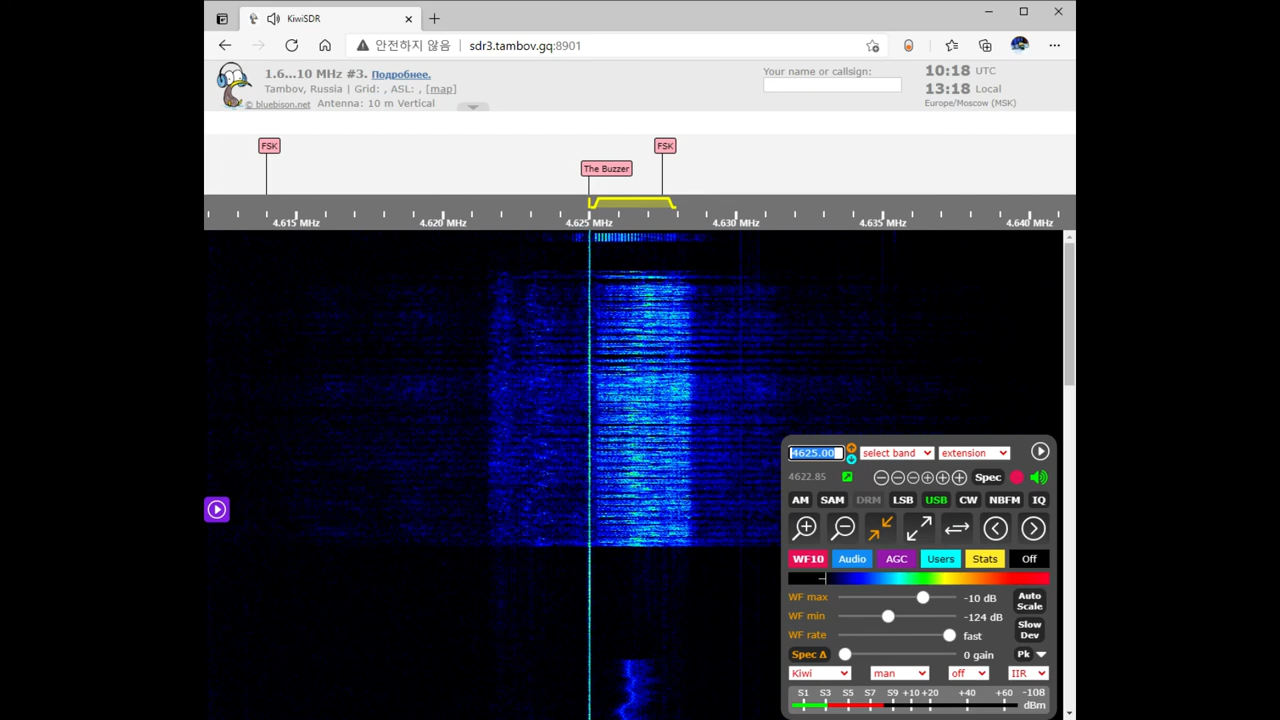 KiwiSDR
안전하지 않음 sdr3.tambov.gq:8901
1.6...10 MHz #3. Подробнее.
Tambov, Russia | Grid: , ASL: , [map]
© bluebison.net Antenna: 10 m Vertical
Your name or callsign:
10:18 UTC
13:18 Local
Europe/Moscow (MSK)
FSK FSK
The Buzzer
4.615 MHz 4.620 MHz 4.625 MHz 4.630 MHz 4.635 MHz 4.640 MHz
4625.00 select band extension
4622.85 Spec
AM SAM DRM LSB USB CW NBFM IQ
WF10 Audio AGC Users Stats Off
WF max -10 dB Auto Scale
WF min -124 dB
WF rate fast Slow Dev
Spec Δ 0 gain Pk
Kiwi man off IIR
S1 S3 S5 S7 S9 +10 +20 +40 +60 -108 dBm